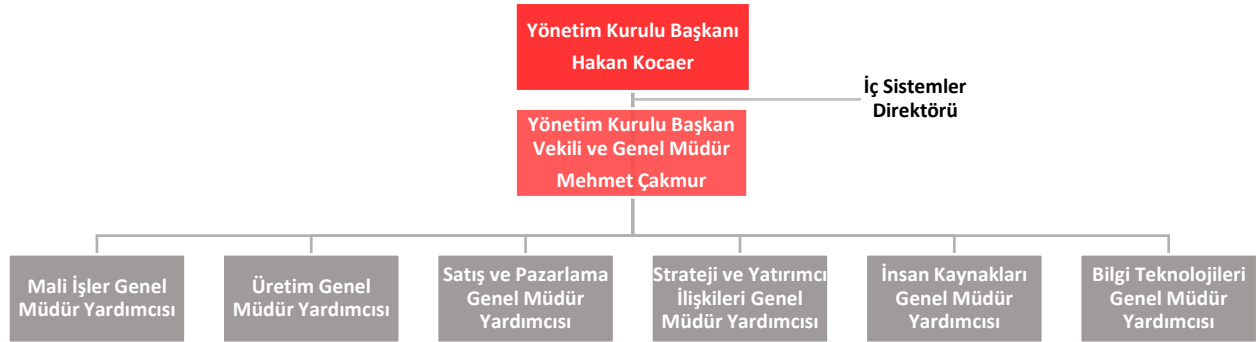 Yönetim Kurulu Başkanı
Hakan Kocaer
İç Sistemler
Direktörü
Yönetim Kurulu Başkan
Vekili ve Genel Müdür
Mehmet Çakmur
Mali İşler Genel
Müdür Yardımcısı
Üretim Genel
Müdür Yardımcısı
Satış ve Pazarlama
Genel Müdür
Yardımcısı
Strateji ve Yatırımcı
İlişkileri Genel
Müdür Yardımcısı
İnsan Kaynakları
Genel Müdür
Yardımcısı
Bilgi Teknolojileri
Genel Müdür
Yardımcısı